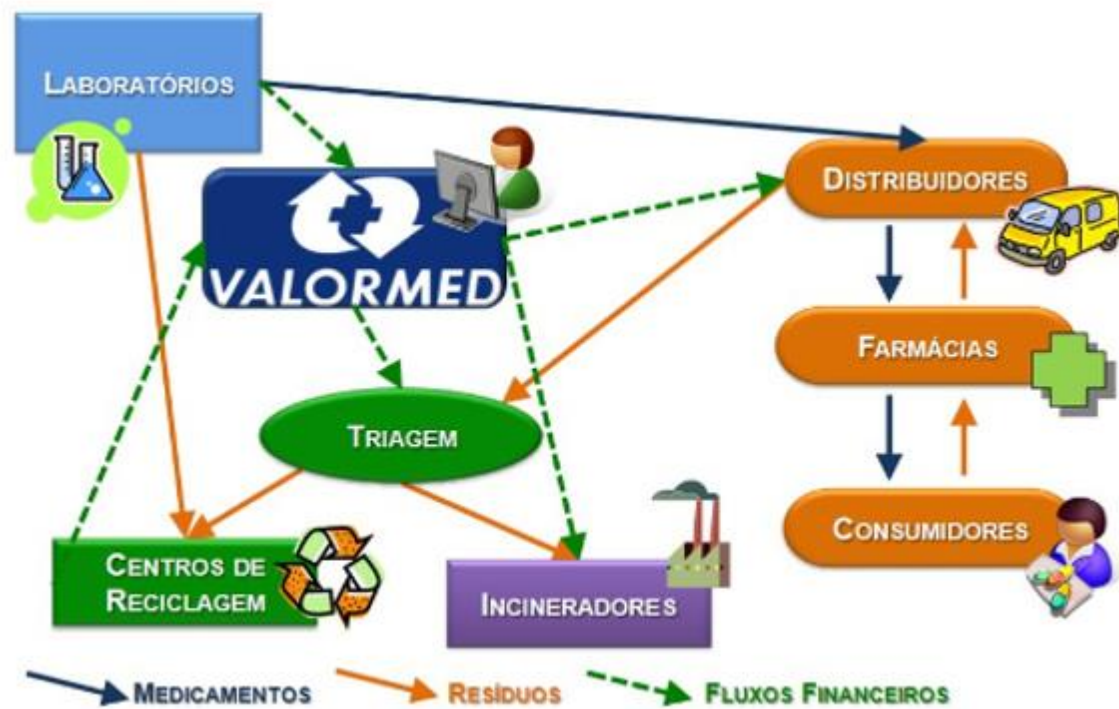 LABORATÓRIOS
DISTRIBUIDORES
VALORMED
FARMÁCIAS
TRIAGEM
CONSUMIDORES
CENTROS DE
RECICLAGEM
INCINERADORES
MEDICAMENTOS
RESÍDUOS
FLUXOS FINANCEIROS